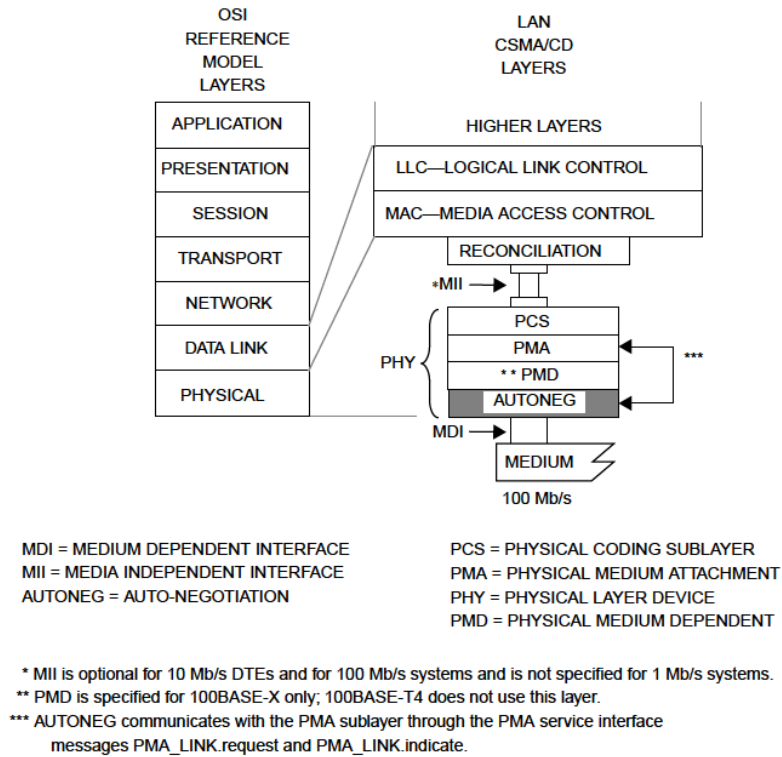 OSI
REFERENCE
MODEL
LAYERS
LAN
CSMA/CD
LAYERS
APPLICATION
PRESENTATION
SESSION
TRANSPORT
NETWORK
DATA LINK
PHYSICAL
HIGHER LAYERS
LLC—LOGICAL LINK CONTROL
MAC—MEDIA ACCESS CONTROL
RECONCILIATION
*MII
PCS
PMA
** PMD
AUTONEG
PHY
***
MDI
MEDIUM
100 Mb/s
MDI = MEDIUM DEPENDENT INTERFACE
MII = MEDIA INDEPENDENT INTERFACE
AUTONEG = AUTO-NEGOTIATION
PCS = PHYSICAL CODING SUBLAYER
PMA = PHYSICAL MEDIUM ATTACHMENT
PHY = PHYSICAL LAYER DEVICE
PMD = PHYSICAL MEDIUM DEPENDENT
* MII is optional for 10 Mb/s DTEs and for 100 Mb/s systems and is not specified for 1 Mb/s systems.
** PMD is specified for 100BASE-X only; 100BASE-T4 does not use this layer.
*** AUTONEG communicates with the PMA sublayer through the PMA service interface
messages PMA_LINK.request and PMA_LINK.indicate.